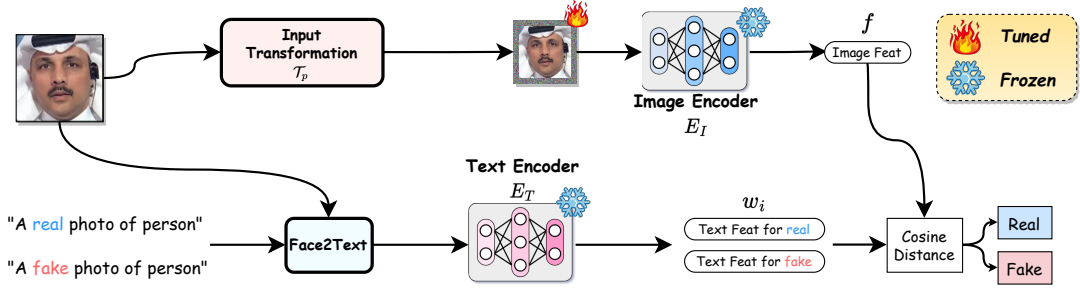 Input
Transformation
𝒯ₚ
f
Image Feat
Tuned
Frozen
Image Encoder
E_I
Text Encoder
E_T
"A real photo of person"
"A fake photo of person"
Face2Text
w_i
Text Feat for real
Text Feat for fake
Cosine
Distance
Real
Fake